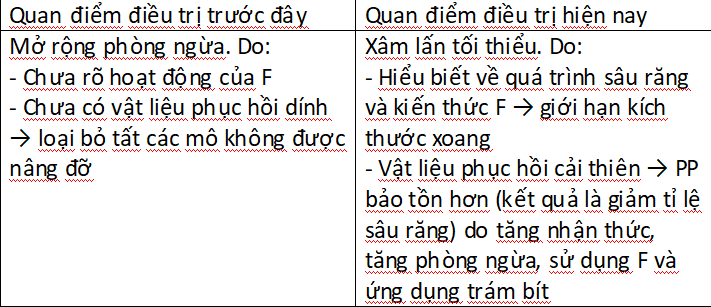 Quan điểm điều trị trước đây
Mở rộng phòng ngừa. Do:
- Chưa rõ hoạt động của F
- Chưa có vật liệu phục hồi dính
→ loại bỏ tất các mô không được
nâng đỡ
Quan điểm điều trị hiện nay
Xâm lấn tối thiểu. Do:
- Hiểu biết về quá trình sâu răng
và kiến thức F → giới hạn kích
thước xoang
- Vật liệu phục hồi cải thiên → PP
bảo tồn hơn (kết quả là giảm tỉ lệ
sâu răng) do tăng nhận thức,
tăng phòng ngừa, sử dụng F và
ứng dụng trám bít